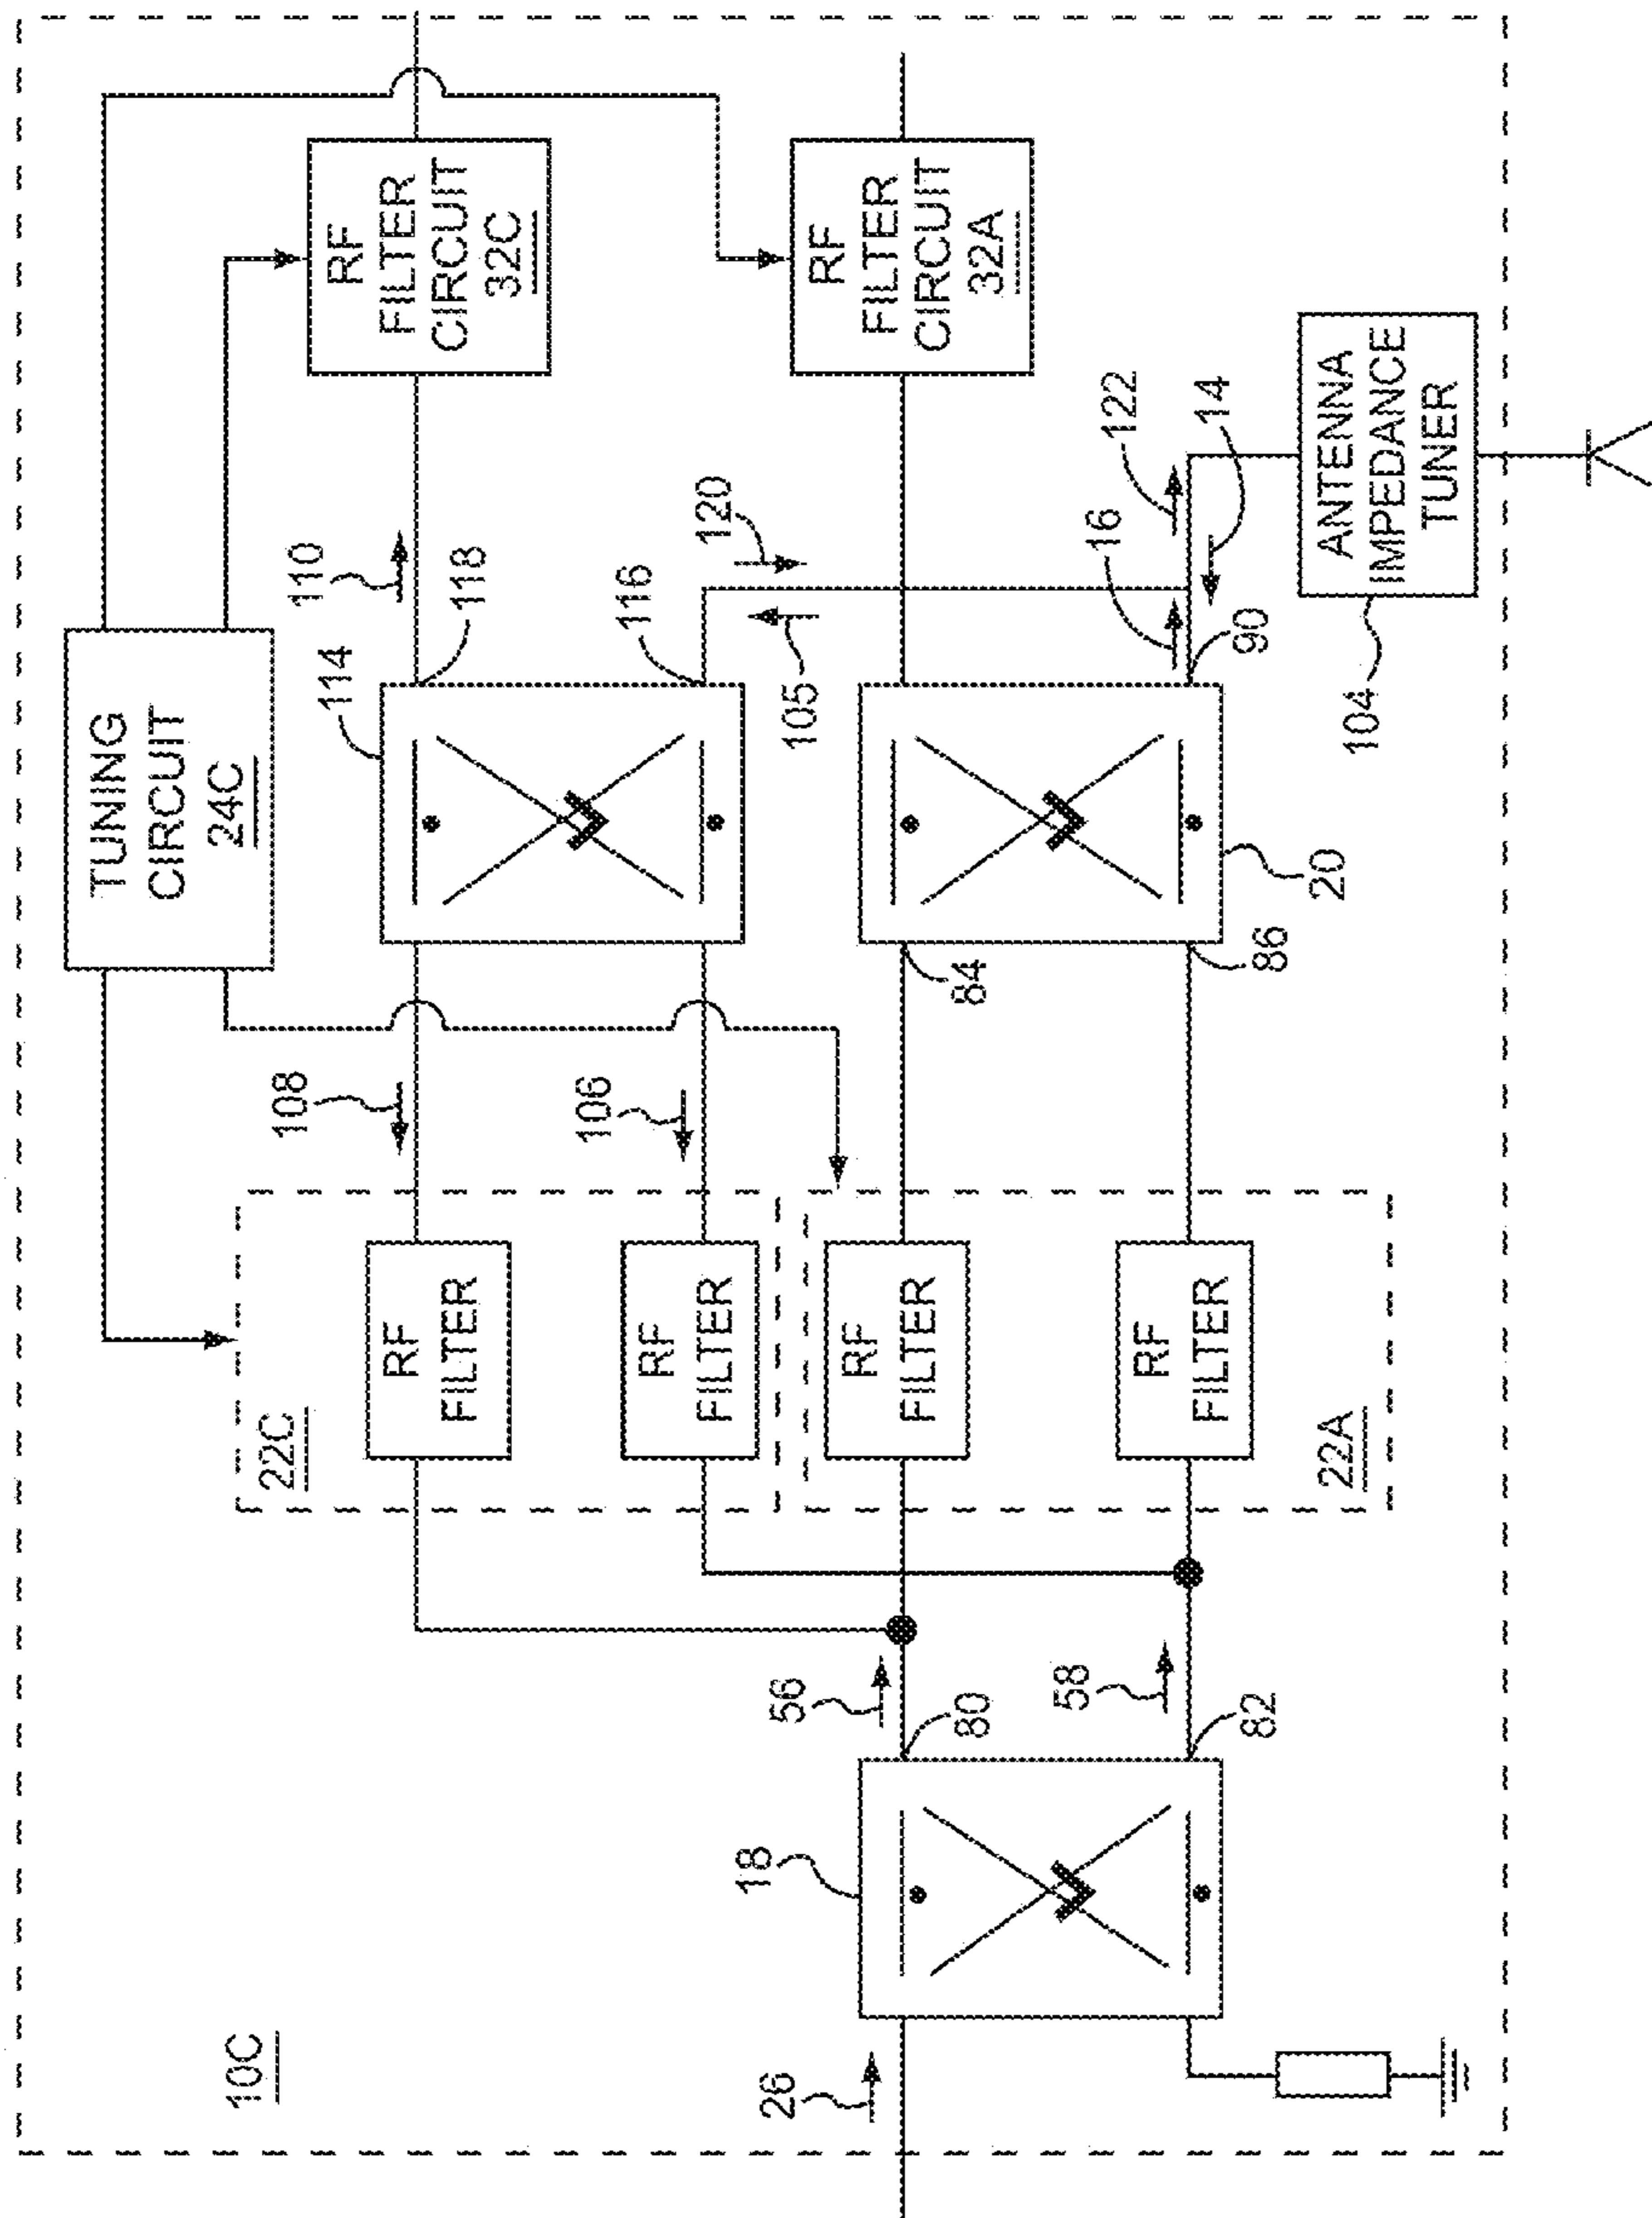 10C
TUNING
CIRCUIT
24C
RF
FILTER
CIRCUIT
32C
RF
FILTER
CIRCUIT
32A
22C
RF
FILTER
RF
FILTER
RF
FILTER
RF
FILTER
22A
108
106
110
114
118
116
120
105
26
18
56
80
58
82
84
86
20
16
122
14
90
104
ANTENNA
IMPEDANCE
TUNER